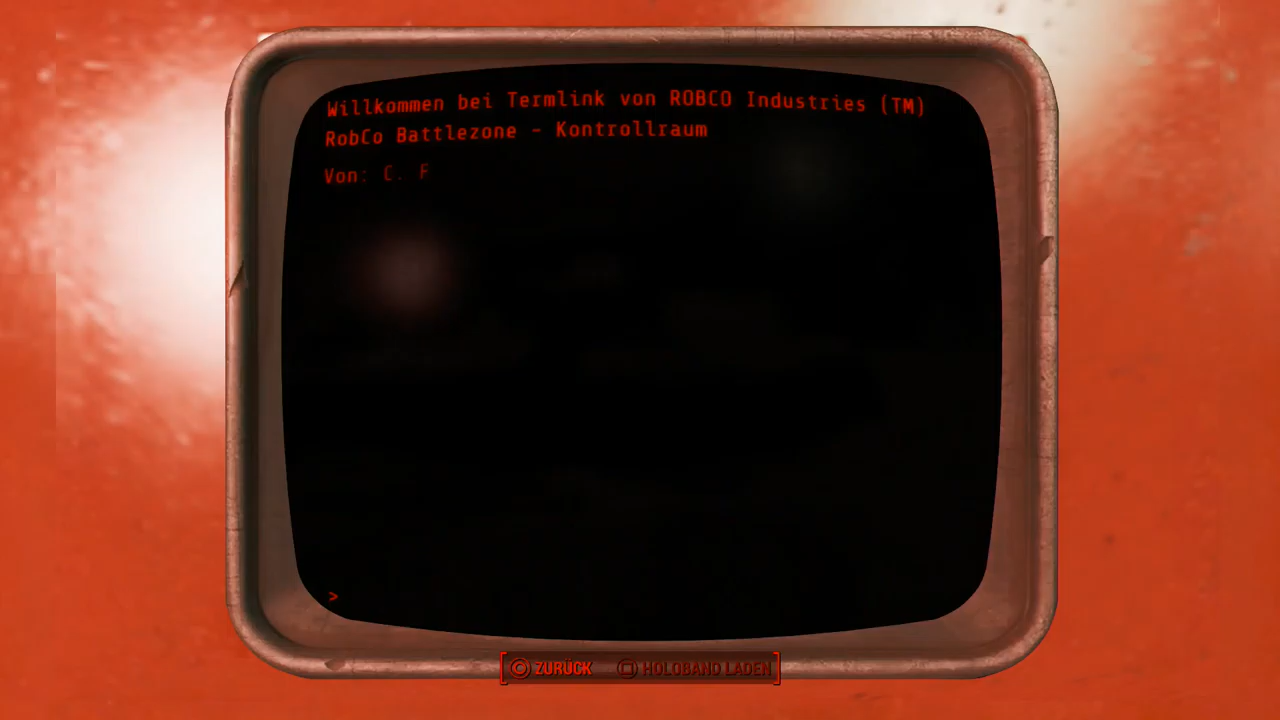 Willkommen bei Termlink von ROBCO Industries (TM)
RobCo Battlezone - Kontrollraum
Von: C. F
>
ZURÜCK HOLOBAND LADEN